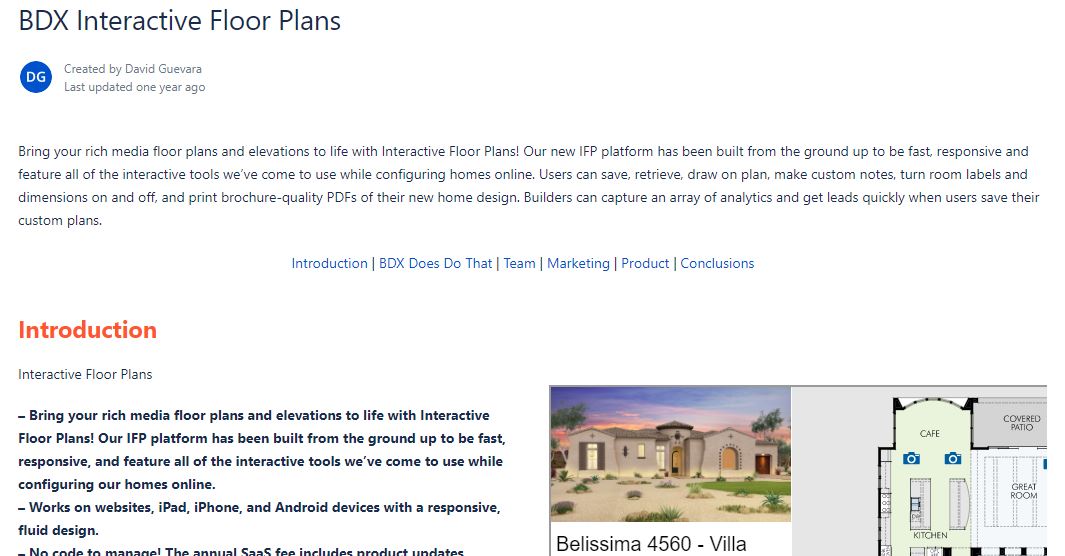 BDX Interactive Floor Plans
DG
Created by David Guevara
Last updated one year ago
Bring your rich media floor plans and elevations to life with Interactive Floor Plans! Our new IFP platform has been built from the ground up to be fast, responsive and
feature all of the interactive tools we've come to use while configuring homes online. Users can save, retrieve, draw on plan, make custom notes, turn room labels and
dimensions on and off, and print brochure-quality PDFs of their new home design. Builders can capture an array of analytics and get leads quickly when users save their
custom plans.
Introduction | BDX Does Do That | Team | Marketing | Product | Conclusions
Introduction
Interactive Floor Plans
– Bring your rich media floor plans and elevations to life with Interactive
Floor Plans! Our IFP platform has been built from the ground up to be fast,
responsive, and feature all of the interactive tools we've come to use while
configuring our homes online.
– Works on websites, iPad, iPhone, and Android devices with a responsive,
fluid design.
– No code to manage! The annual SaaS fee includes product updates,
Belissima 4560 - Villa
COVERED
PATIO
CAFE
GREAT
ROOM
DW
KITCHEN